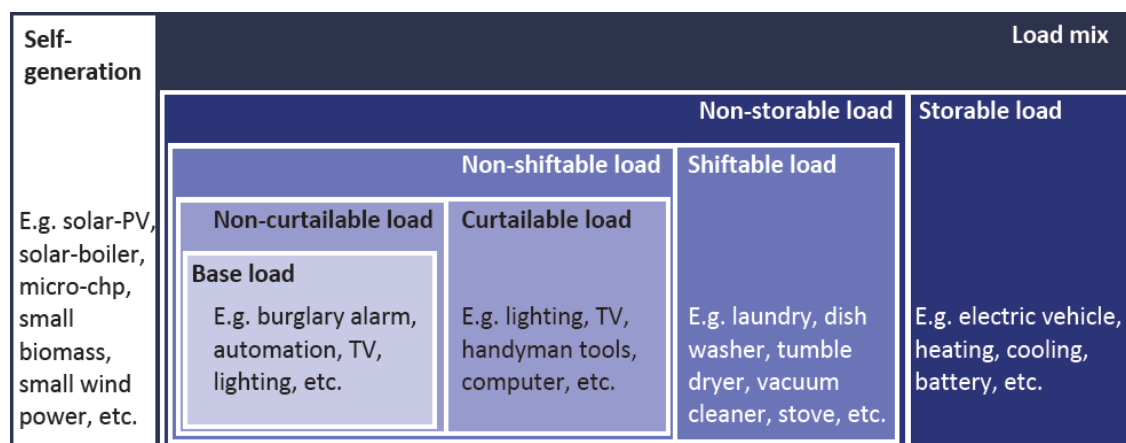 Self-
generation
Load mix
Non-storable load
Storable load
Non-shiftable load
Shiftable load
Non-curtailable load
Curtailable load
Base load
E.g. solar-PV,
solar-boiler,
micro-chp,
small
biomass,
small wind
power, etc.
E.g. burglary alarm,
automation, TV,
lighting, etc.
E.g. lighting, TV,
handyman tools,
computer, etc.
E.g. laundry, dish
washer, tumble
dryer, vacuum
cleaner, stove, etc.
E.g. electric vehicle,
heating, cooling,
battery, etc.